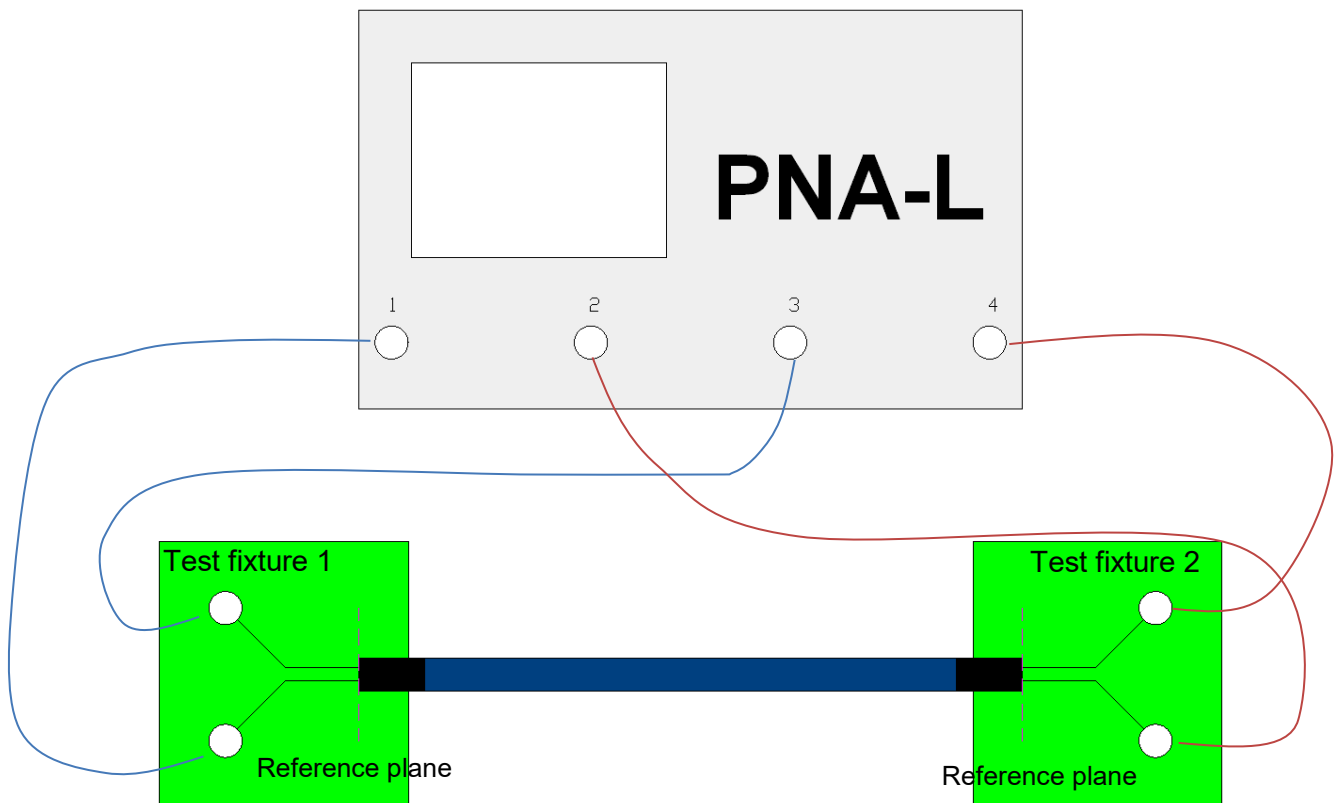 PNA-L
1 2 3 4
Test fixture 1
Test fixture 2
Reference plane
Reference plane